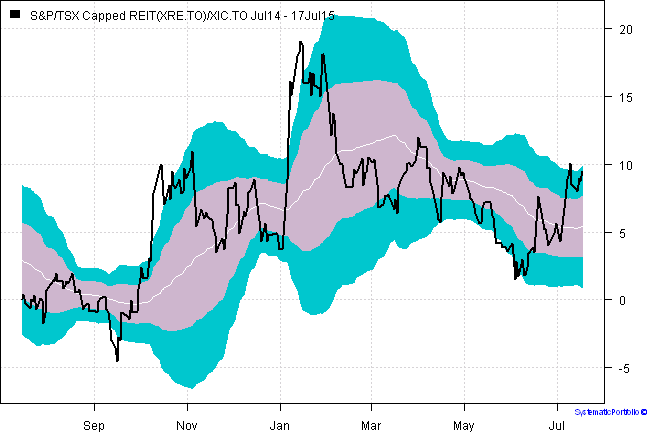 S&P/TSX Capped REIT(XRE.TO)/XIC.TO Jul14 - 17Jul15
20
15
10
5
0
-5
Sep Nov Jan Mar May Jul
SystematicPortfolio ©